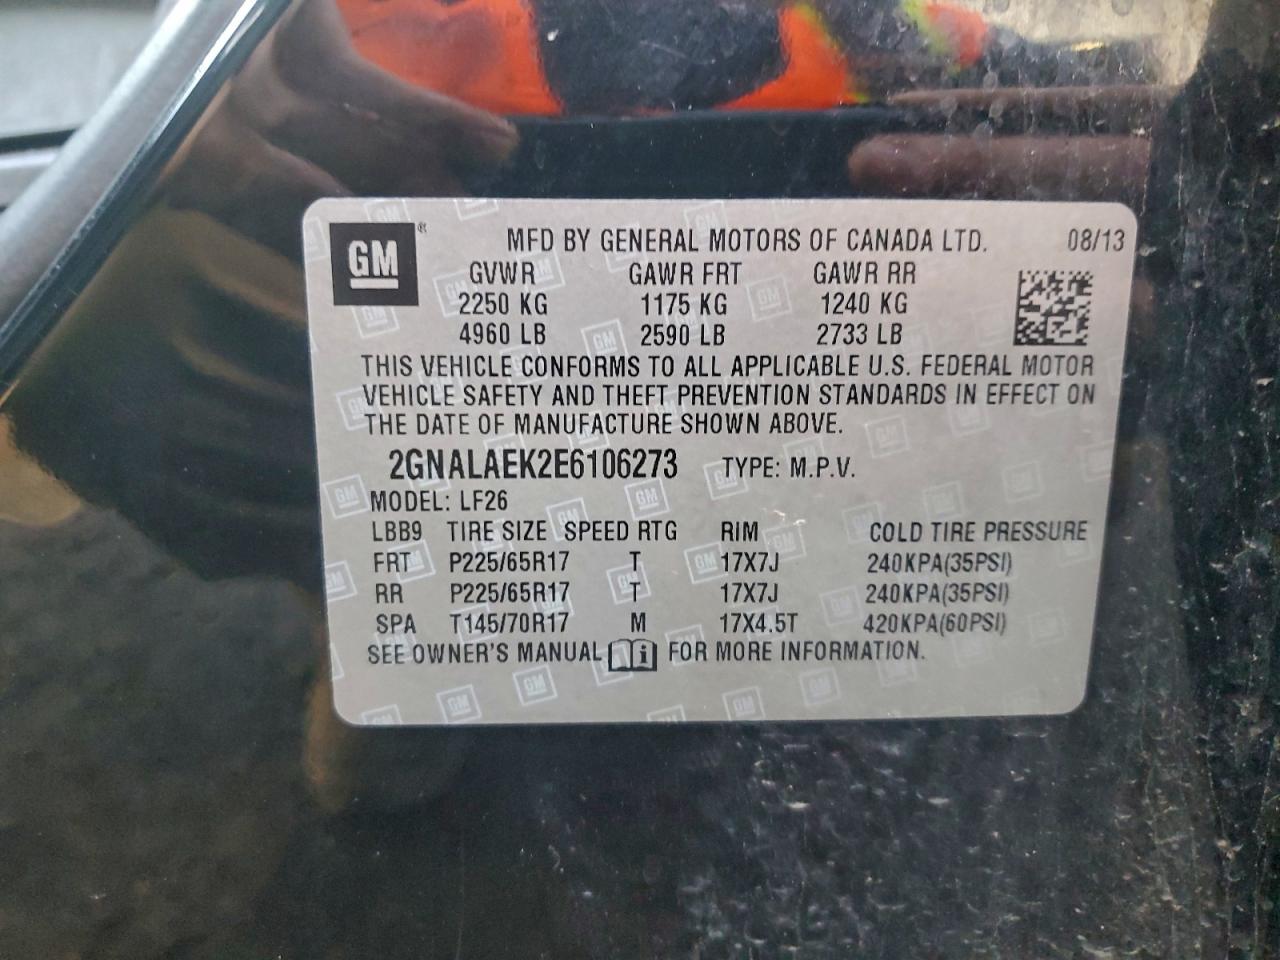 GM®
MFD BY GENERAL MOTORS OF CANADA LTD. 08/13
GVWR GAWR FRT GAWR RR
2250 KG 1175 KG 1240 KG
4960 LB 2590 LB 2733 LB
THIS VEHICLE CONFORMS TO ALL APPLICABLE U.S. FEDERAL MOTOR
VEHICLE SAFETY AND THEFT PREVENTION STANDARDS IN EFFECT ON
THE DATE OF MANUFACTURE SHOWN ABOVE.
2GNALAEK2E6106273 TYPE: M.P.V.
MODEL: LF26
LBB9 TIRE SIZE SPEED RTG RIM COLD TIRE PRESSURE
FRT P225/65R17 T 17X7J 240KPA(35PSI)
RR P225/65R17 T 17X7J 240KPA(35PSI)
SPA T145/70R17 M 17X4.5T 420KPA(60PSI)
SEE OWNER'S MANUAL i FOR MORE INFORMATION.